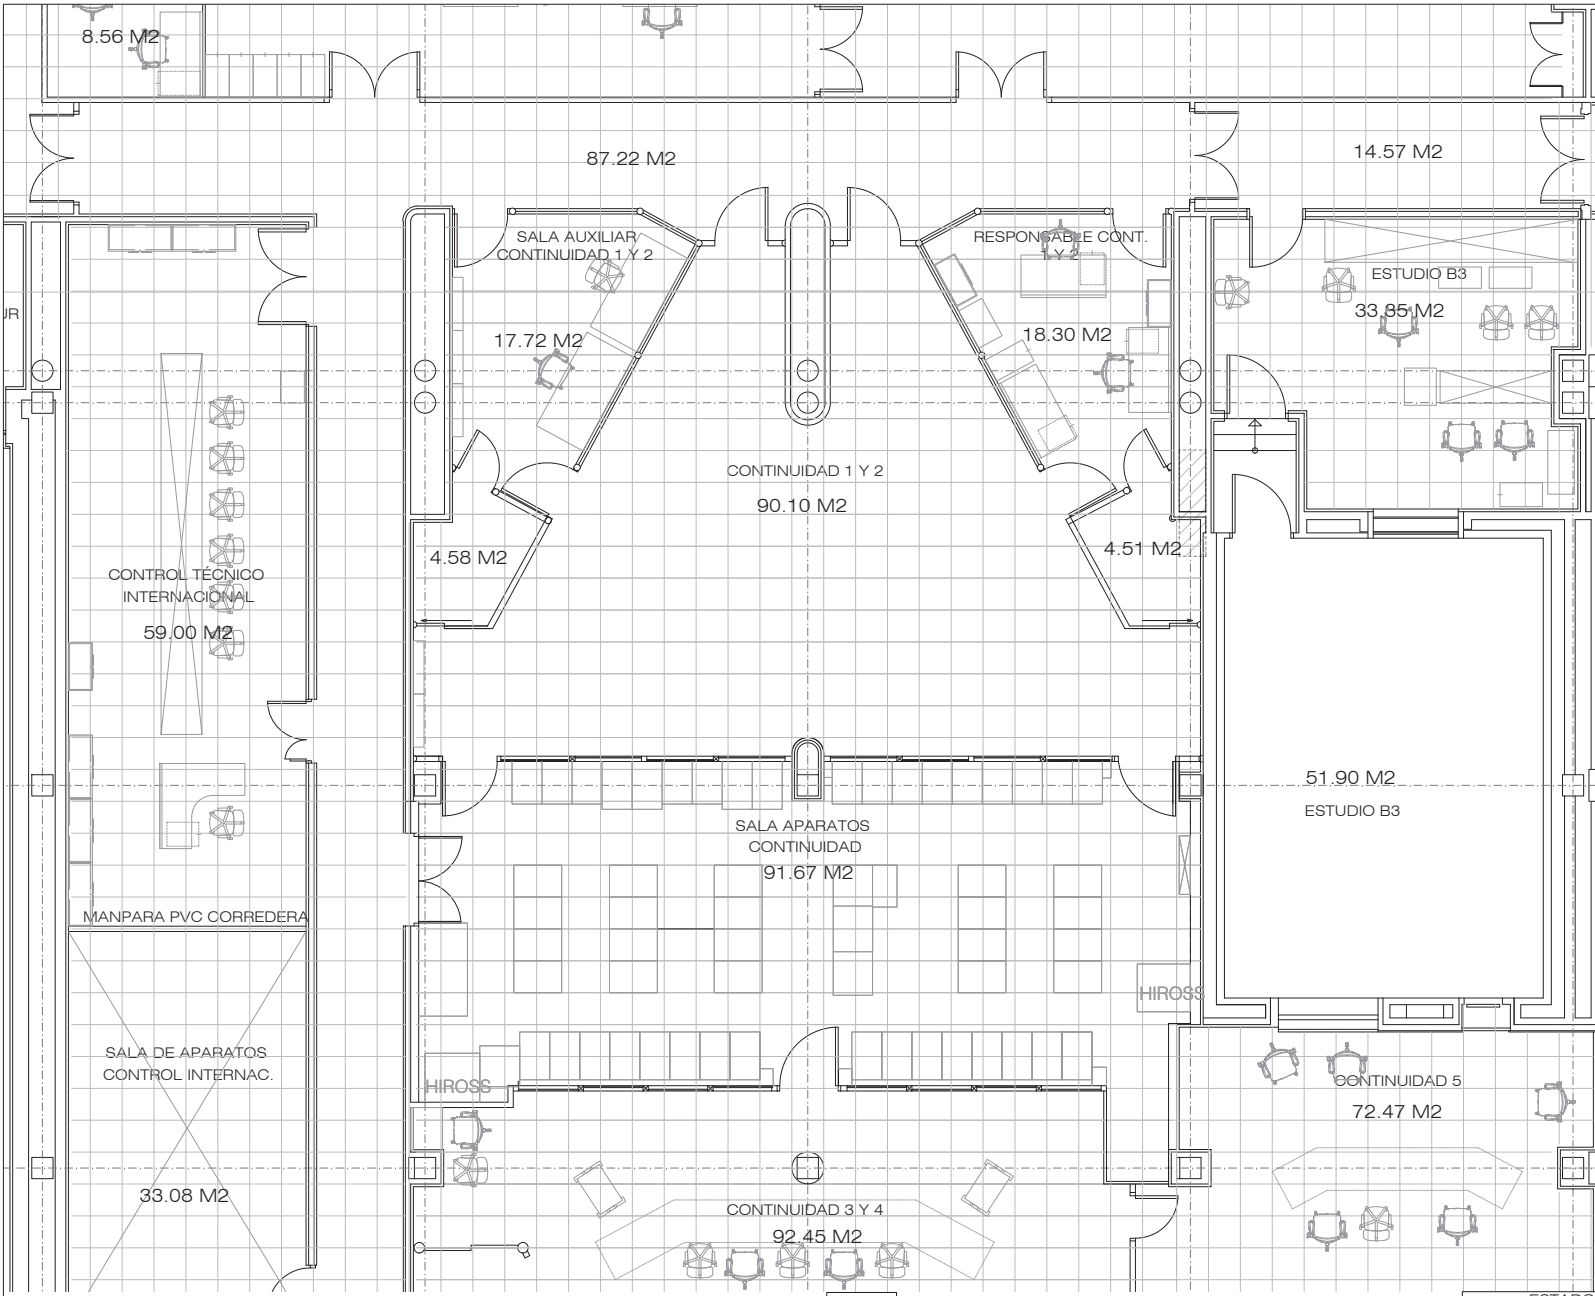 8.56 M2
87.22 M2
14.57 M2
SALA AUXILIAR
CONTINUIDAD 1 Y 2
17.72 M2
RESPONSABLE CONT.
1 Y 2
18.30 M2
ESTUDIO B3
33.85 M2
UR
CONTINUIDAD 1 Y 2
90.10 M2
4.58 M2
4.51 M2
CONTROL TÉCNICO
INTERNACIONAL
59.00 M2
51.90 M2
ESTUDIO B3
SALA APARATOS
CONTINUIDAD
91.67 M2
MANPARA PVC CORREDERA
HIROSS
SALA DE APARATOS
CONTROL INTERNAC.
33.08 M2
HIROSS
CONTINUIDAD 5
72.47 M2
CONTINUIDAD 3 Y 4
92.45 M2